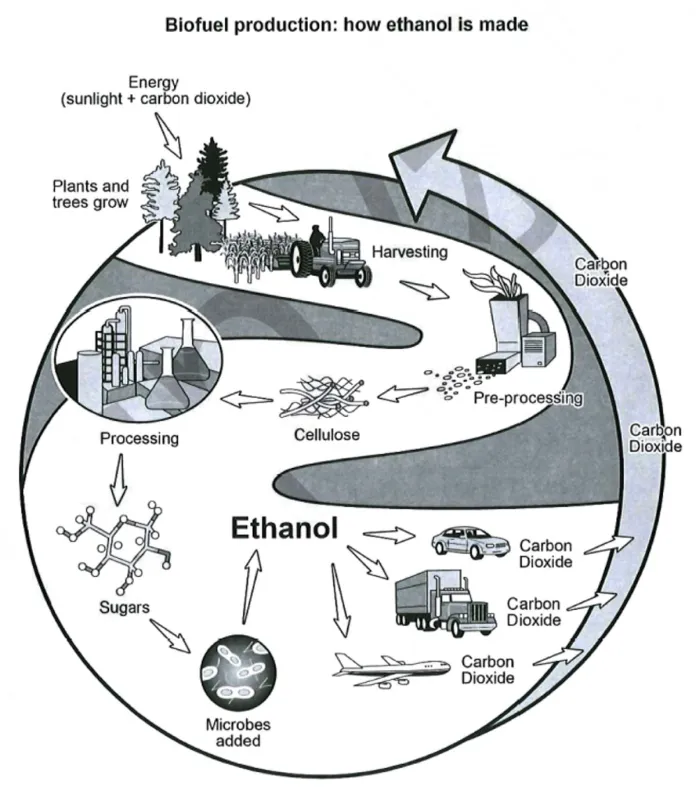 Biofuel production: how ethanol is made
Energy
(sunlight + carbon dioxide)
Plants and
trees grow
Harvesting
Carbon
Dioxide
Pre-processing
Cellulose
Processing
Carbon
Dioxide
Ethanol
Carbon
Dioxide
Sugars
Carbon
Dioxide
Carbon
Dioxide
Microbes
added